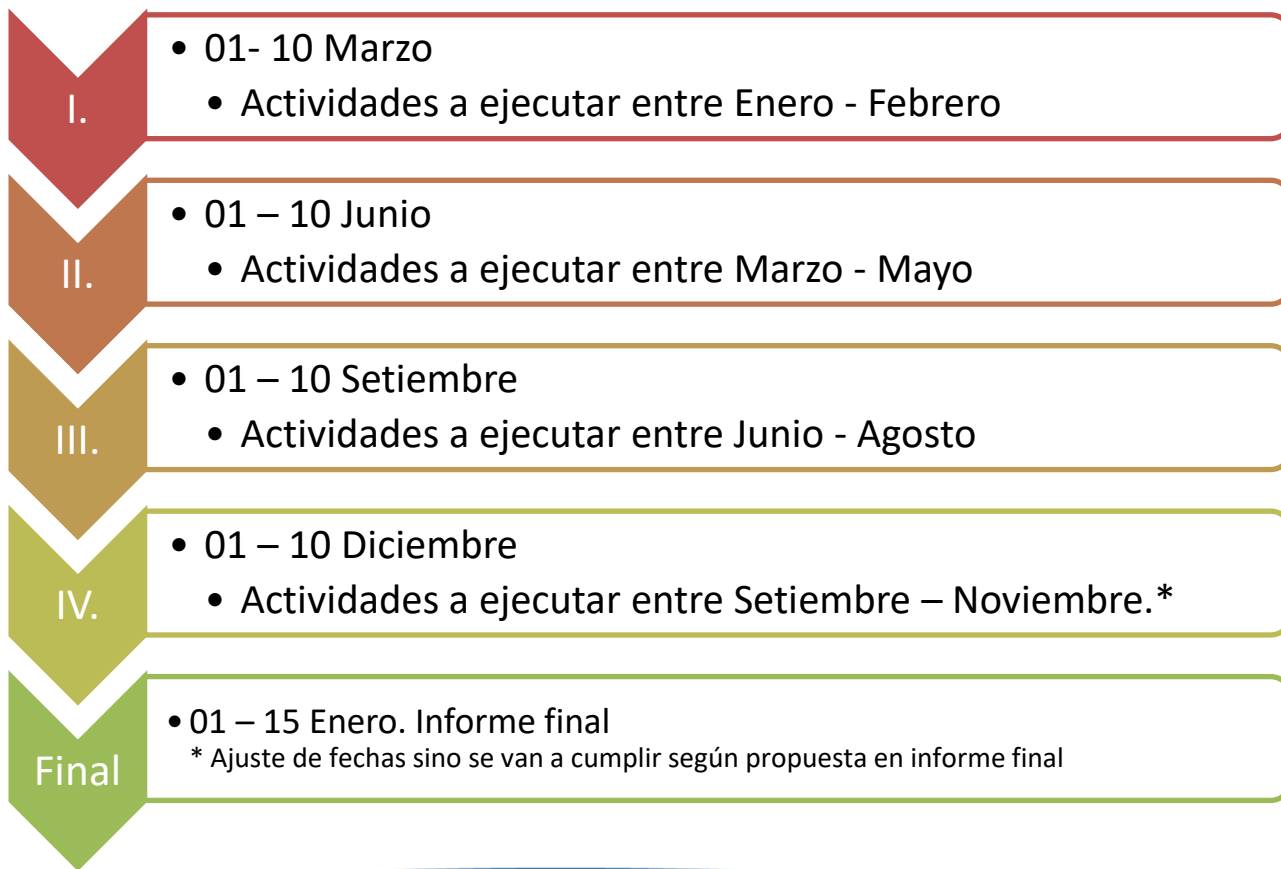 I.
• 01- 10 Marzo
• Actividades a ejecutar entre Enero - Febrero
II.
• 01 – 10 Junio
• Actividades a ejecutar entre Marzo - Mayo
III.
• 01 – 10 Setiembre
• Actividades a ejecutar entre Junio - Agosto
IV.
• 01 – 10 Diciembre
• Actividades a ejecutar entre Setiembre – Noviembre.*
Final
• 01 – 15 Enero. Informe final
* Ajuste de fechas sino se van a cumplir según propuesta en informe final